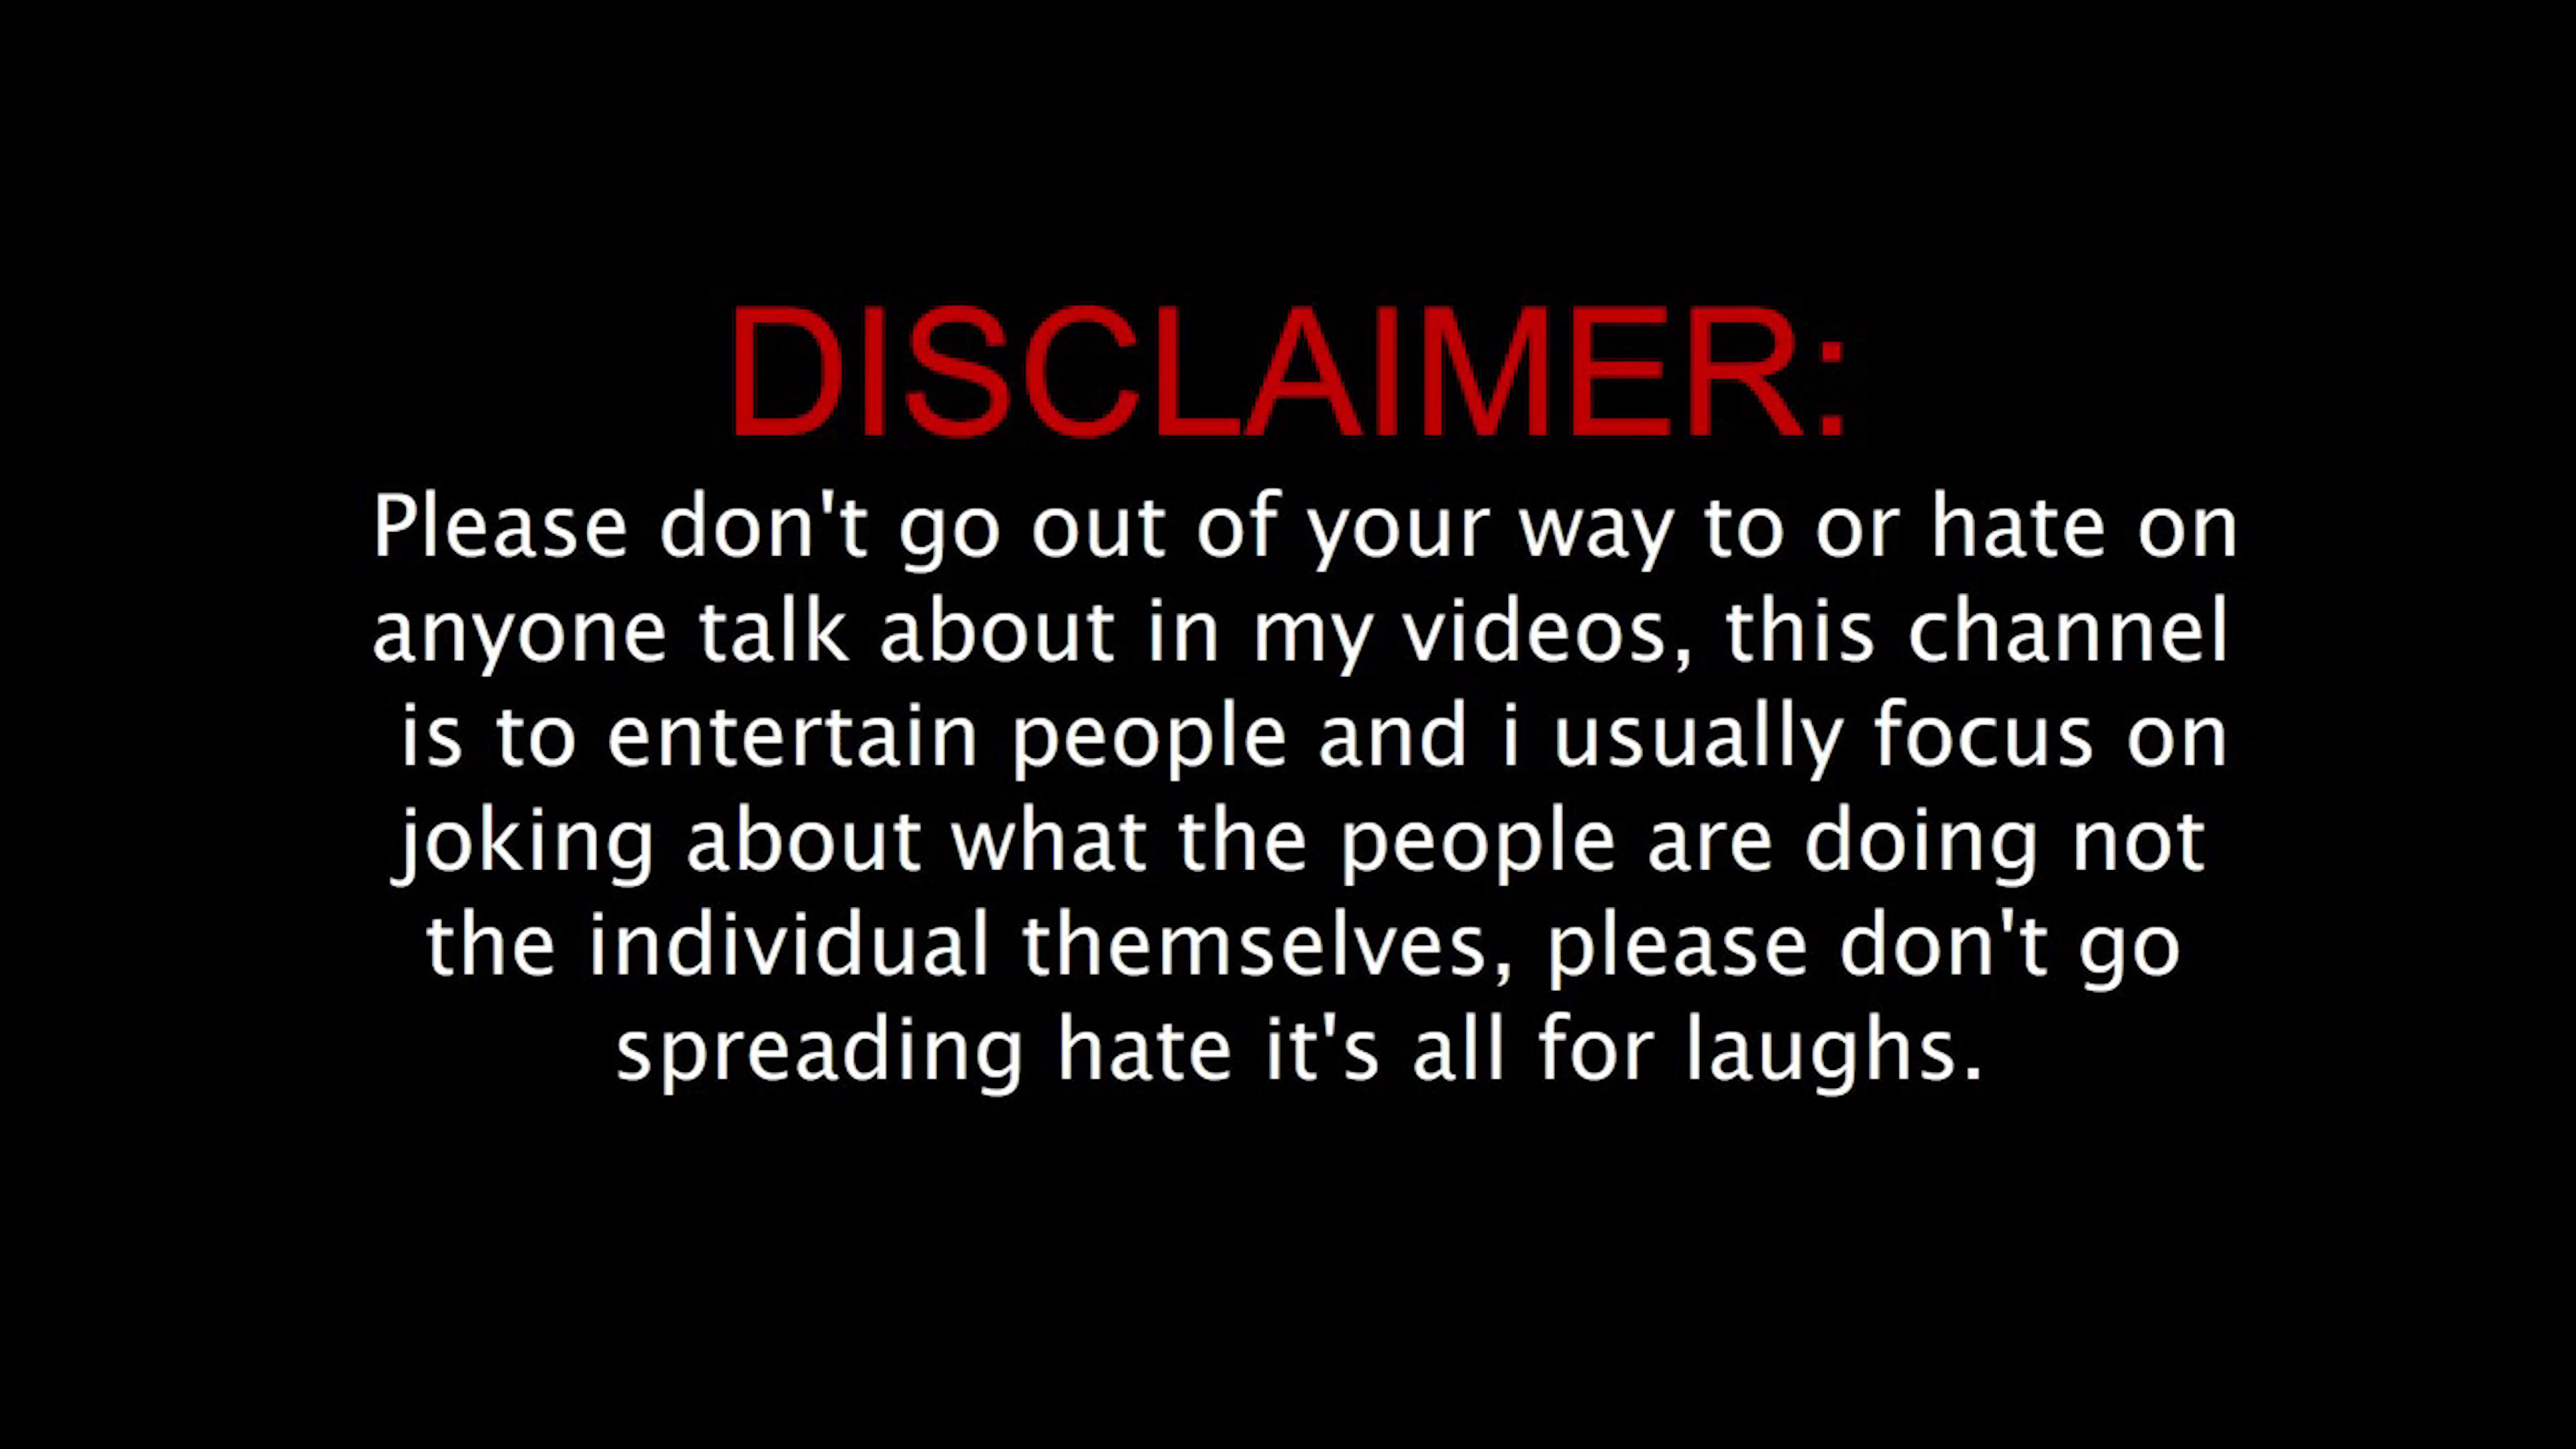 DISCLAIMER:
Please don't go out of your way to or hate on
anyone talk about in my videos, this channel
is to entertain people and i usually focus on
joking about what the people are doing not
the individual themselves, please don't go
spreading hate it's all for laughs.